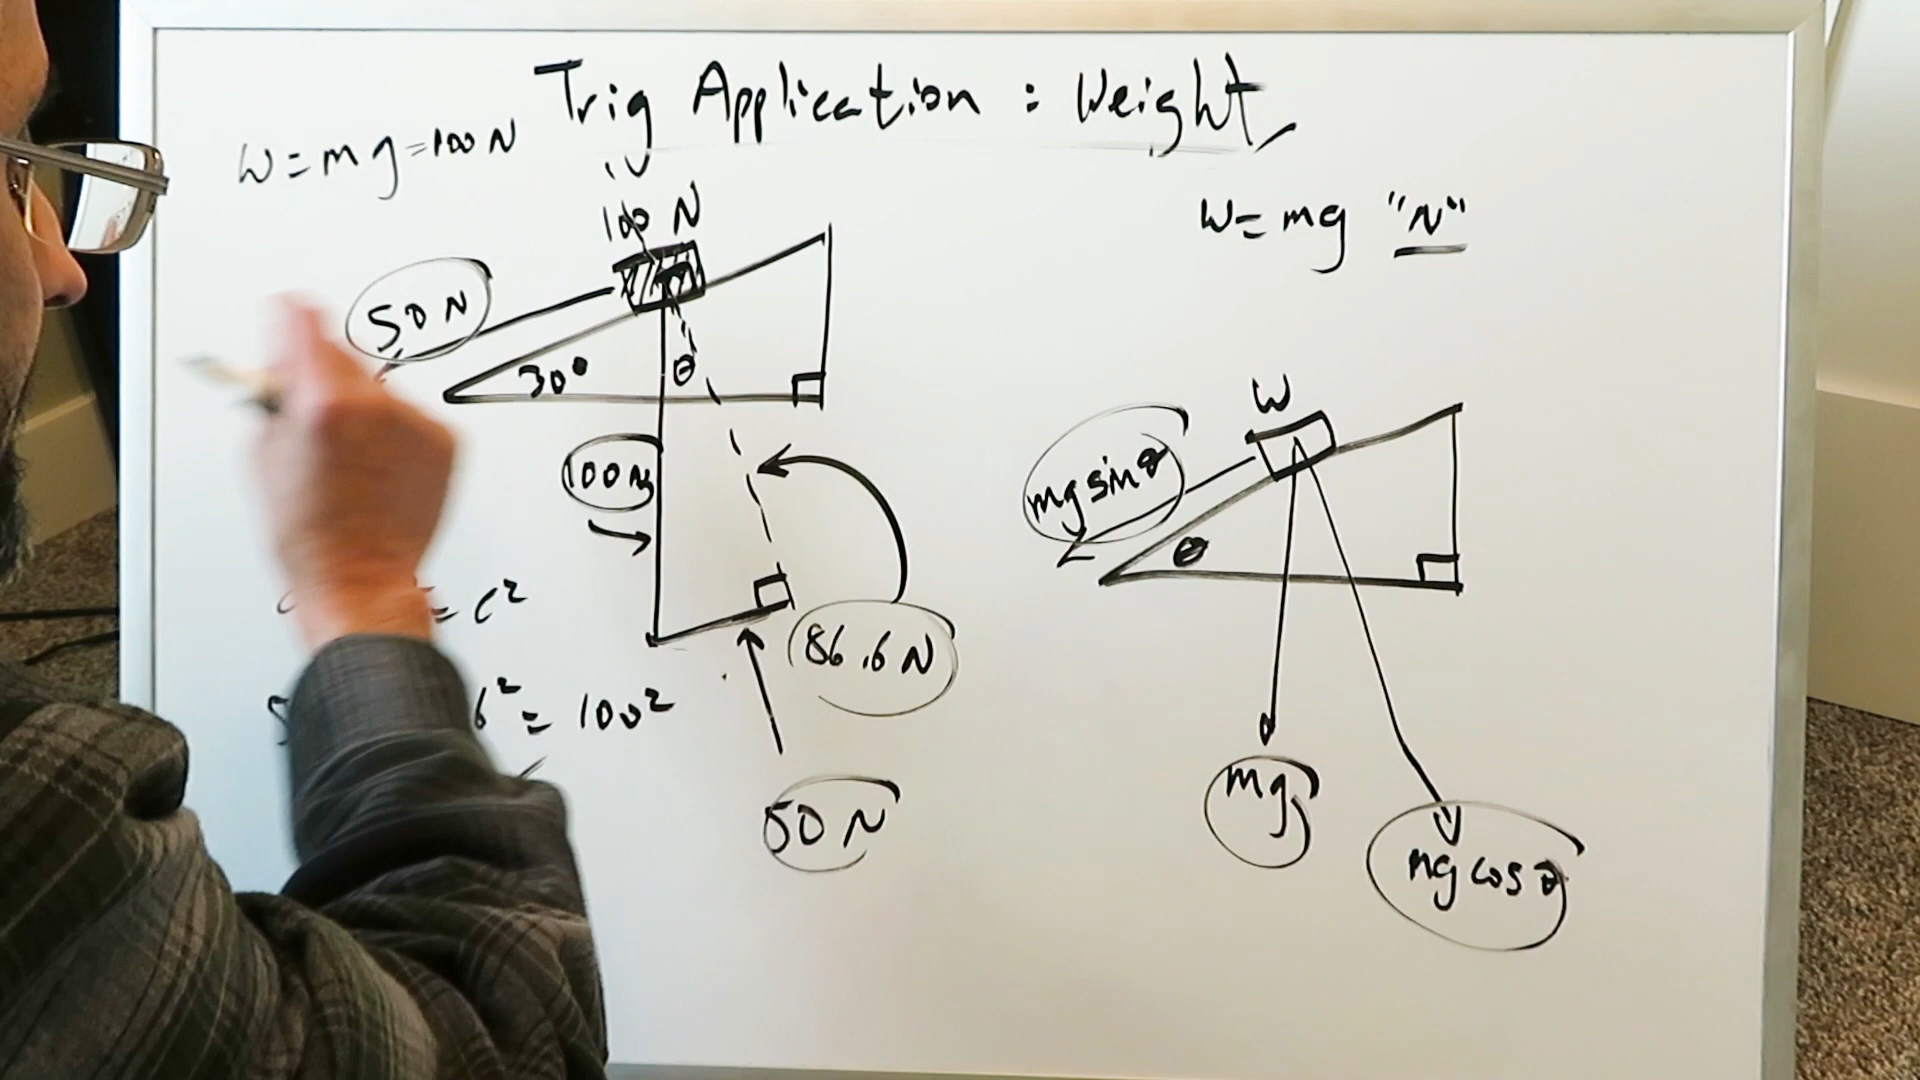 Trig Application : Weight
W = mg = 100 N
100 N
W = mg "N"
50 N
30°
θ
W
100 N
mg sin θ
θ
= c²
86.6 N
6² = 100²
50 N
mg
mg cos θ